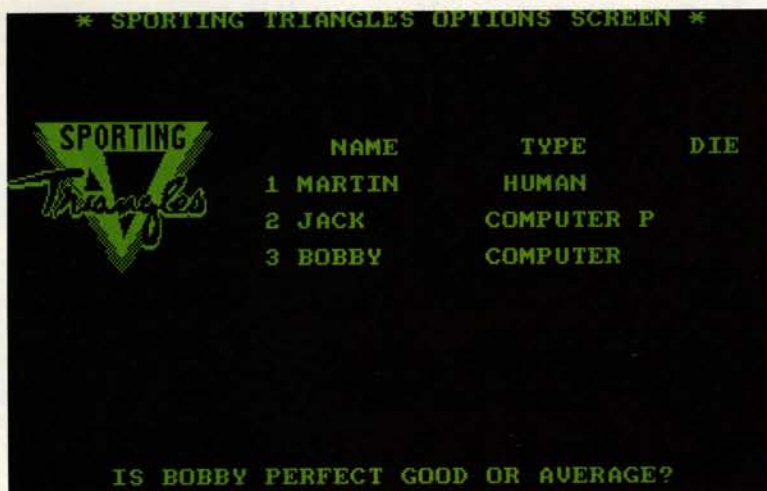 * SPORTING TRIANGLES OPTIONS SCREEN *
SPORTING
Triangles
NAME TYPE DIE
1 MARTIN HUMAN
2 JACK COMPUTER P
3 BOBBY COMPUTER
IS BOBBY PERFECT GOOD OR AVERAGE?